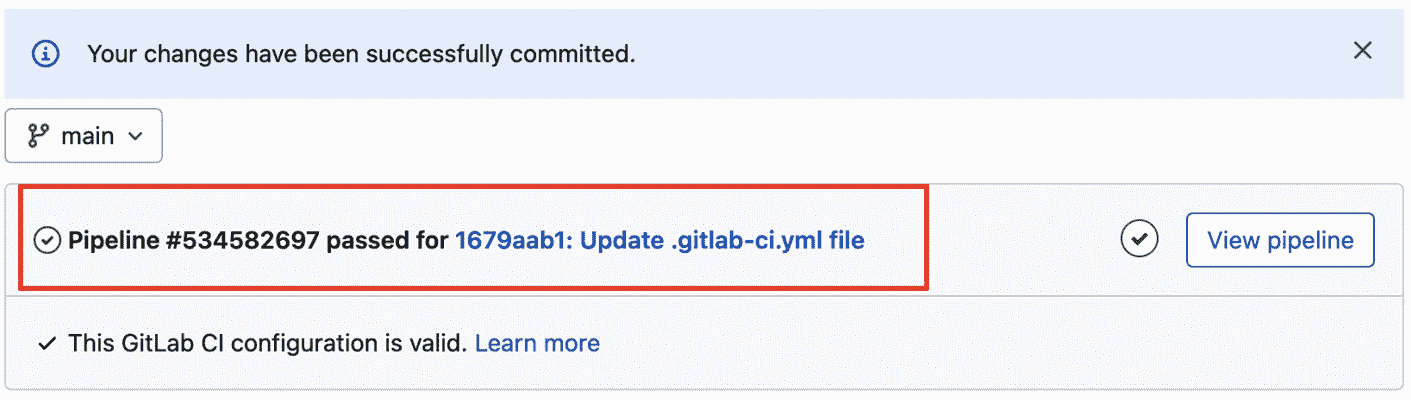 Your changes have been successfully committed.
main
Pipeline #534582697 passed for 1679aab1: Update .gitlab-ci.yml file
View pipeline
This GitLab CI configuration is valid. Learn more